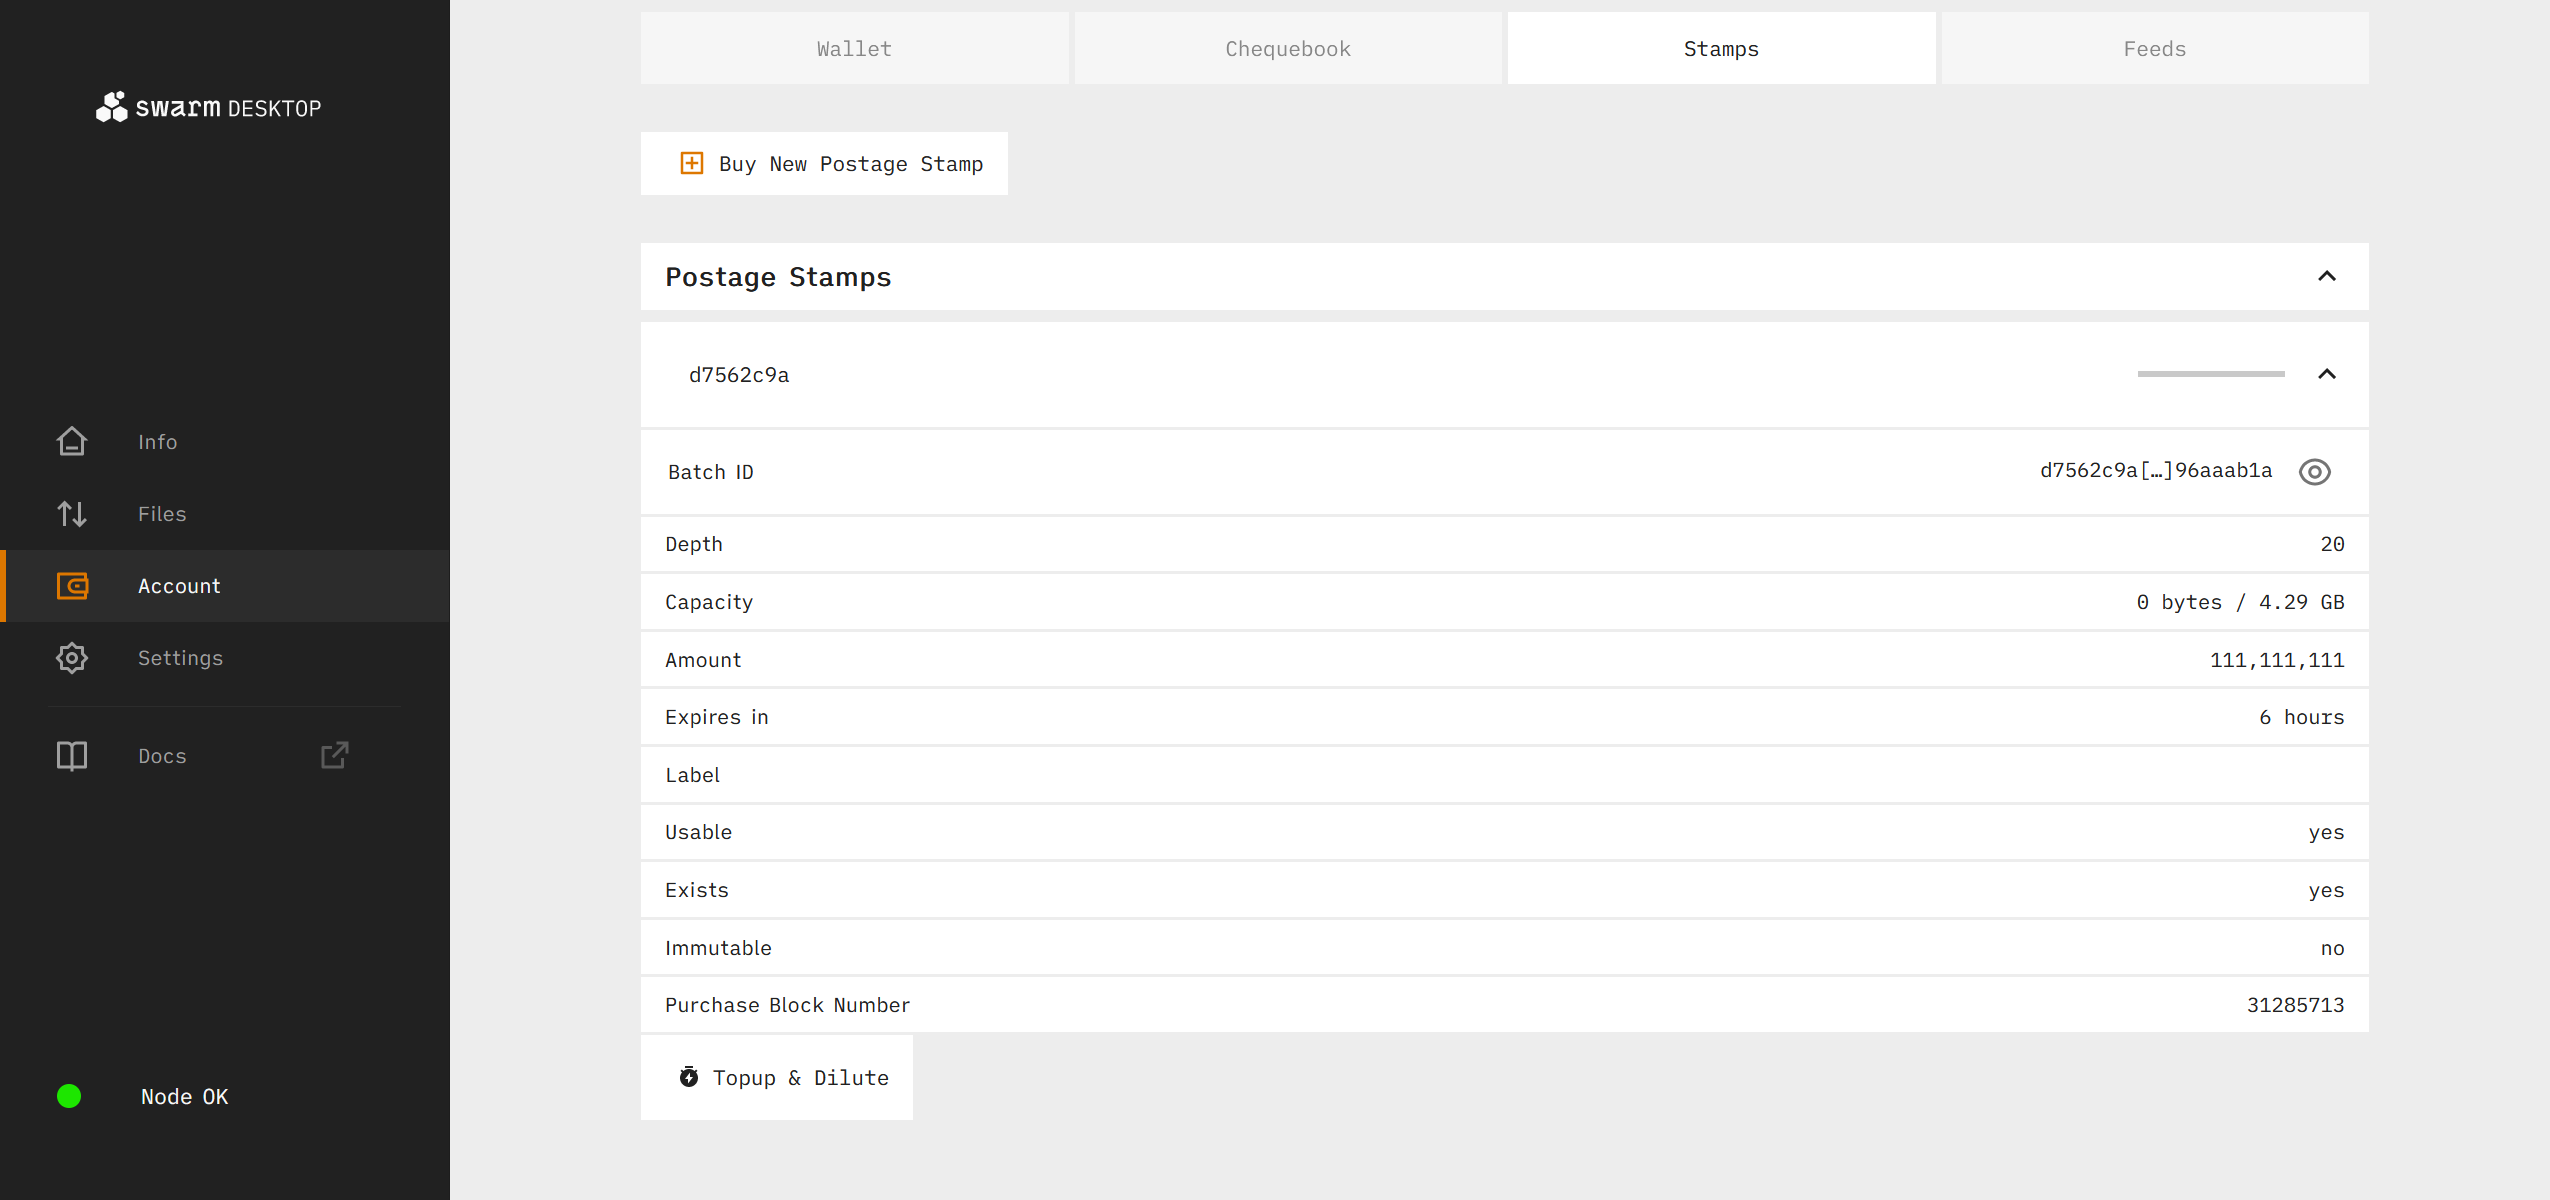 swarm DESKTOP
Info
Files
Account
Settings
Docs
Node OK
Wallet Chequebook Stamps Feeds
Buy New Postage Stamp
Postage Stamps
d7562c9a
Batch ID d7562c9a[…]96aaab1a
Depth 20
Capacity 0 bytes / 4.29 GB
Amount 111,111,111
Expires in 6 hours
Label
Usable yes
Exists yes
Immutable no
Purchase Block Number 31285713
Topup & Dilute